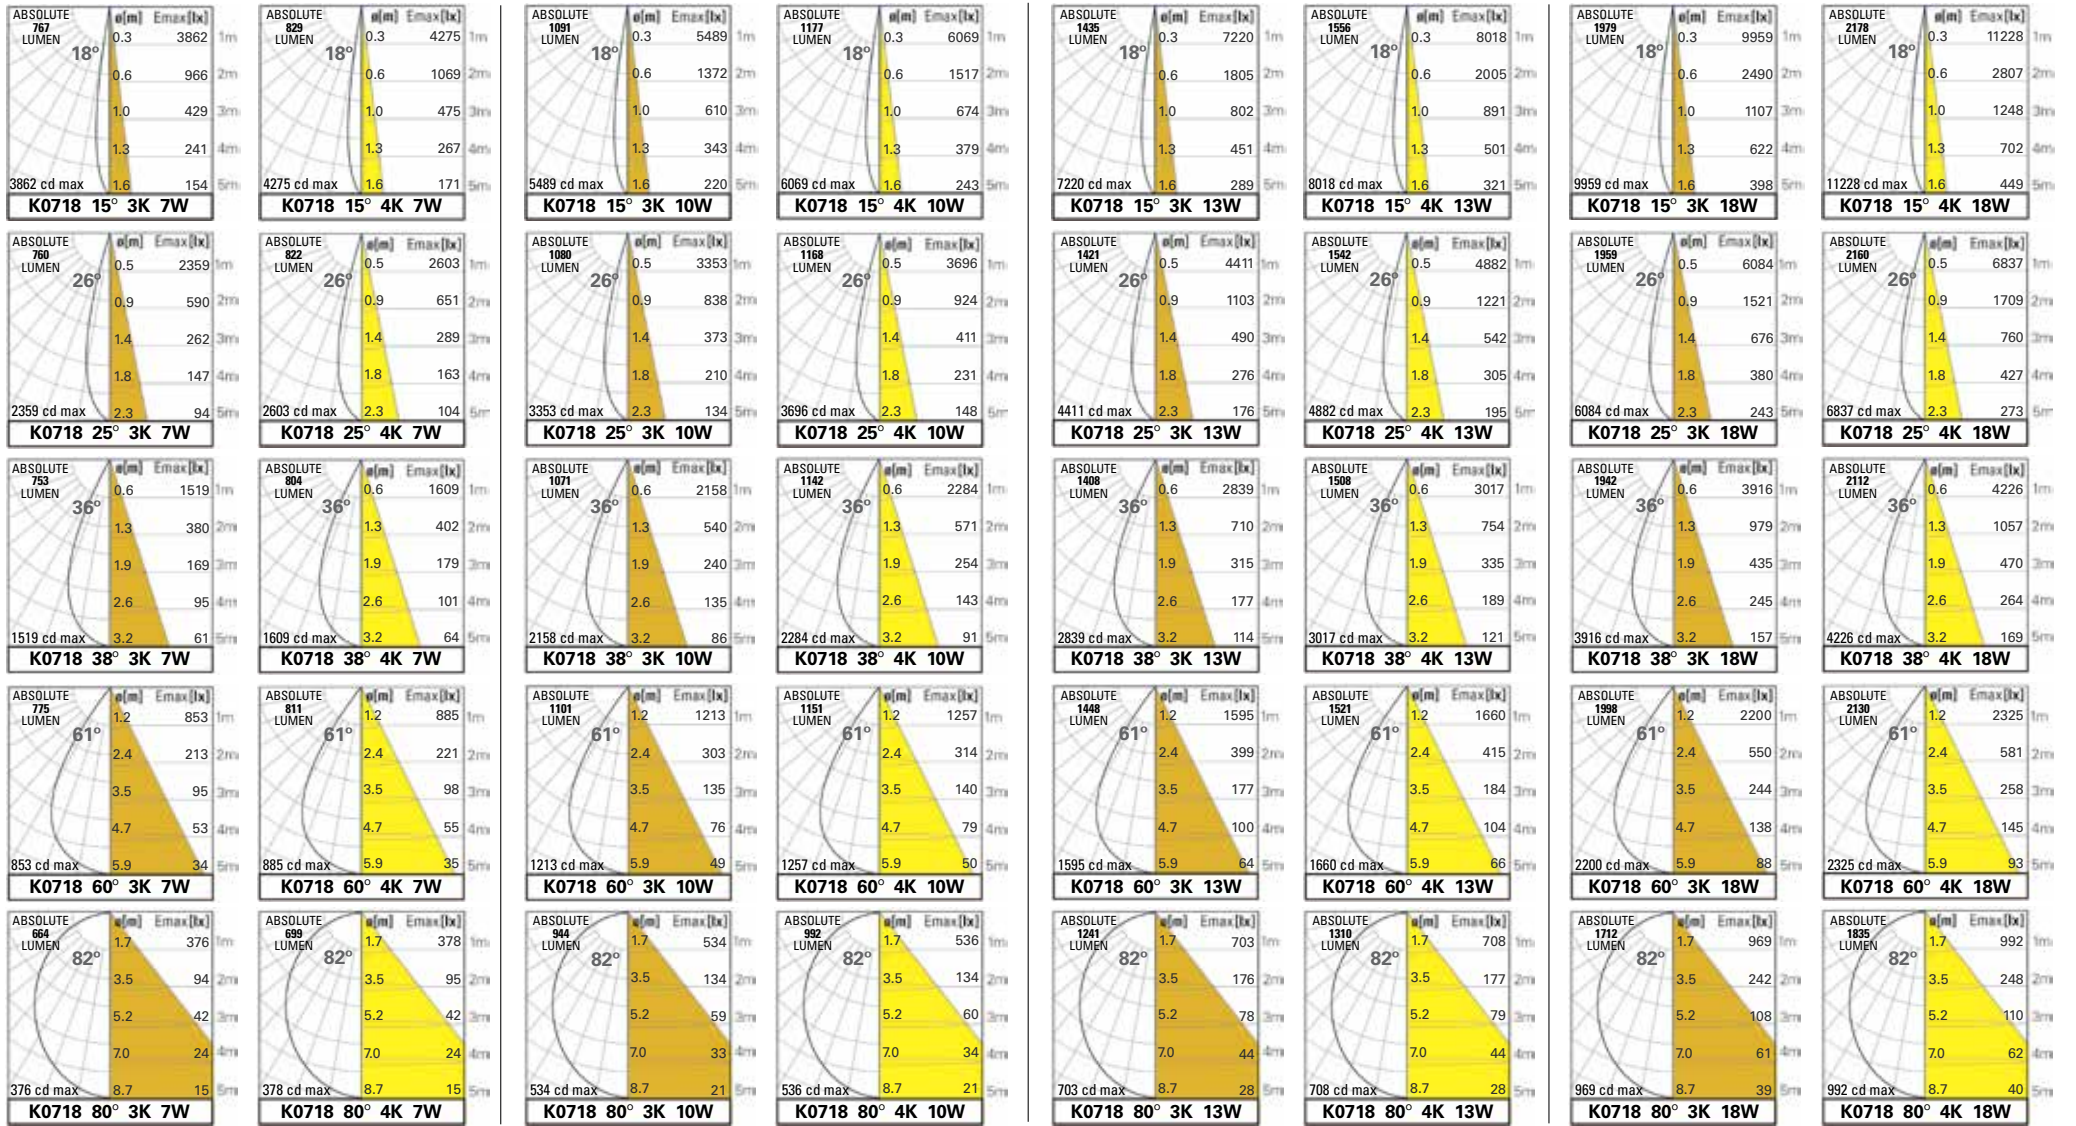 ABSOLUTE ø[m] Emax[lx]
767
LUMEN 0.3 3862 1m
18°
0.6 966 2m
1.0 429 3m
1.3 241 4m
3862 cd max 1.6 154 5m
K0718 15° 3K 7W
ABSOLUTE ø[m] Emax[lx]
829
LUMEN 0.3 4275 1m
18°
0.6 1069 2m
1.0 475 3m
1.3 267 4m
4275 cd max 1.6 171 5m
K0718 15° 4K 7W
ABSOLUTE ø[m] Emax[lx]
1091
LUMEN 0.3 5489 1m
18°
0.6 1372 2m
1.0 610 3m
1.3 343 4m
5489 cd max 1.6 220 5m
K0718 15° 3K 10W
ABSOLUTE ø[m] Emax[lx]
1177
LUMEN 0.3 6069 1m
18°
0.6 1517 2m
1.0 674 3m
1.3 379 4m
6069 cd max 1.6 243 5m
K0718 15° 4K 10W
ABSOLUTE ø[m] Emax[lx]
1435
LUMEN 0.3 7220 1m
18°
0.6 1805 2m
1.0 802 3m
1.3 451 4m
7220 cd max 1.6 289 5m
K0718 15° 3K 13W
ABSOLUTE ø[m] Emax[lx]
1556
LUMEN 0.3 8018 1m
18°
0.6 2005 2m
1.0 891 3m
1.3 501 4m
8018 cd max 1.6 321 5m
K0718 15° 4K 13W
ABSOLUTE ø[m] Emax[lx]
1979
LUMEN 0.3 9959 1m
18°
0.6 2490 2m
1.0 1107 3m
1.3 622 4m
9959 cd max 1.6 398 5m
K0718 15° 3K 18W
ABSOLUTE ø[m] Emax[lx]
2178
LUMEN 0.3 11228 1m
18°
0.6 2807 2m
1.0 1248 3m
1.3 702 4m
11228 cd max 1.6 449 5m
K0718 15° 4K 18W
ABSOLUTE ø[m] Emax[lx]
760
LUMEN 0.5 2359 1m
26°
0.9 590 2m
1.4 262 3m
1.8 147 4m
2359 cd max 2.3 94 5m
K0718 25° 3K 7W
ABSOLUTE ø[m] Emax[lx]
822
LUMEN 0.5 2603 1m
26°
0.9 651 2m
1.4 289 3m
1.8 163 4m
2603 cd max 2.3 104 5m
K0718 25° 4K 7W
ABSOLUTE ø[m] Emax[lx]
1080
LUMEN 0.5 3353 1m
26°
0.9 838 2m
1.4 373 3m
1.8 210 4m
3353 cd max 2.3 134 5m
K0718 25° 3K 10W
ABSOLUTE ø[m] Emax[lx]
1168
LUMEN 0.5 3696 1m
26°
0.9 924 2m
1.4 411 3m
1.8 231 4m
3696 cd max 2.3 148 5m
K0718 25° 4K 10W
ABSOLUTE ø[m] Emax[lx]
1421
LUMEN 0.5 4411 1m
26°
0.9 1103 2m
1.4 490 3m
1.8 276 4m
4411 cd max 2.3 176 5m
K0718 25° 3K 13W
ABSOLUTE ø[m] Emax[lx]
1542
LUMEN 0.5 4882 1m
26°
0.9 1221 2m
1.4 542 3m
1.8 305 4m
4882 cd max 2.3 195 5m
K0718 25° 4K 13W
ABSOLUTE ø[m] Emax[lx]
1959
LUMEN 0.5 6084 1m
26°
0.9 1521 2m
1.4 676 3m
1.8 380 4m
6084 cd max 2.3 243 5m
K0718 25° 3K 18W
ABSOLUTE ø[m] Emax[lx]
2160
LUMEN 0.5 6837 1m
26°
0.9 1709 2m
1.4 760 3m
1.8 427 4m
6837 cd max 2.3 273 5m
K0718 25° 4K 18W
ABSOLUTE ø[m] Emax[lx]
753
LUMEN 0.6 1519 1m
36°
1.3 380 2m
1.9 169 3m
2.6 95 4m
1519 cd max 3.2 61 5m
K0718 38° 3K 7W
ABSOLUTE ø[m] Emax[lx]
804
LUMEN 0.6 1609 1m
36°
1.3 402 2m
1.9 179 3m
2.6 101 4m
1609 cd max 3.2 64 5m
K0718 38° 4K 7W
ABSOLUTE ø[m] Emax[lx]
1071
LUMEN 0.6 2158 1m
36°
1.3 540 2m
1.9 240 3m
2.6 135 4m
2158 cd max 3.2 86 5m
K0718 38° 3K 10W
ABSOLUTE ø[m] Emax[lx]
1142
LUMEN 0.6 2284 1m
36°
1.3 571 2m
1.9 254 3m
2.6 143 4m
2284 cd max 3.2 91 5m
K0718 38° 4K 10W
ABSOLUTE ø[m] Emax[lx]
1408
LUMEN 0.6 2839 1m
36°
1.3 710 2m
1.9 315 3m
2.6 177 4m
2839 cd max 3.2 114 5m
K0718 38° 3K 13W
ABSOLUTE ø[m] Emax[lx]
1508
LUMEN 0.6 3017 1m
36°
1.3 754 2m
1.9 335 3m
2.6 189 4m
3017 cd max 3.2 121 5m
K0718 38° 4K 13W
ABSOLUTE ø[m] Emax[lx]
1942
LUMEN 0.6 3916 1m
36°
1.3 979 2m
1.9 435 3m
2.6 245 4m
3916 cd max 3.2 157 5m
K0718 38° 3K 18W
ABSOLUTE ø[m] Emax[lx]
2112
LUMEN 0.6 4226 1m
36°
1.3 1057 2m
1.9 470 3m
2.6 264 4m
4226 cd max 3.2 169 5m
K0718 38° 4K 18W
ABSOLUTE ø[m] Emax[lx]
775
LUMEN 1.2 853 1m
61°
2.4 213 2m
3.5 95 3m
4.7 53 4m
853 cd max 5.9 34 5m
K0718 60° 3K 7W
ABSOLUTE ø[m] Emax[lx]
811
LUMEN 1.2 885 1m
61°
2.4 221 2m
3.5 98 3m
4.7 55 4m
885 cd max 5.9 35 5m
K0718 60° 4K 7W
ABSOLUTE ø[m] Emax[lx]
1101
LUMEN 1.2 1213 1m
61°
2.4 303 2m
3.5 135 3m
4.7 76 4m
1213 cd max 5.9 49 5m
K0718 60° 3K 10W
ABSOLUTE ø[m] Emax[lx]
1151
LUMEN 1.2 1257 1m
61°
2.4 314 2m
3.5 140 3m
4.7 79 4m
1257 cd max 5.9 50 5m
K0718 60° 4K 10W
ABSOLUTE ø[m] Emax[lx]
1448
LUMEN 1.2 1595 1m
61°
2.4 399 2m
3.5 177 3m
4.7 100 4m
1595 cd max 5.9 64 5m
K0718 60° 3K 13W
ABSOLUTE ø[m] Emax[lx]
1521
LUMEN 1.2 1660 1m
61°
2.4 415 2m
3.5 184 3m
4.7 104 4m
1660 cd max 5.9 66 5m
K0718 60° 4K 13W
ABSOLUTE ø[m] Emax[lx]
1998
LUMEN 1.2 2200 1m
61°
2.4 550 2m
3.5 244 3m
4.7 138 4m
2200 cd max 5.9 88 5m
K0718 60° 3K 18W
ABSOLUTE ø[m] Emax[lx]
2130
LUMEN 1.2 2325 1m
61°
2.4 581 2m
3.5 258 3m
4.7 145 4m
2325 cd max 5.9 93 5m
K0718 60° 4K 18W
ABSOLUTE ø[m] Emax[lx]
664
LUMEN 1.7 376 1m
82°
3.5 94 2m
5.2 42 3m
7.0 24 4m
376 cd max 8.7 15 5m
K0718 80° 3K 7W
ABSOLUTE ø[m] Emax[lx]
699
LUMEN 1.7 378 1m
82°
3.5 95 2m
5.2 42 3m
7.0 24 4m
378 cd max 8.7 15 5m
K0718 80° 4K 7W
ABSOLUTE ø[m] Emax[lx]
944
LUMEN 1.7 534 1m
82°
3.5 134 2m
5.2 59 3m
7.0 33 4m
534 cd max 8.7 21 5m
K0718 80° 3K 10W
ABSOLUTE ø[m] Emax[lx]
992
LUMEN 1.7 536 1m
82°
3.5 134 2m
5.2 60 3m
7.0 34 4m
536 cd max 8.7 21 5m
K0718 80° 4K 10W
ABSOLUTE ø[m] Emax[lx]
1241
LUMEN 1.7 703 1m
82°
3.5 176 2m
5.2 78 3m
7.0 44 4m
703 cd max 8.7 28 5m
K0718 80° 3K 13W
ABSOLUTE ø[m] Emax[lx]
1310
LUMEN 1.7 708 1m
82°
3.5 177 2m
5.2 79 3m
7.0 44 4m
708 cd max 8.7 28 5m
K0718 80° 4K 13W
ABSOLUTE ø[m] Emax[lx]
1712
LUMEN 1.7 969 1m
82°
3.5 242 2m
5.2 108 3m
7.0 61 4m
969 cd max 8.7 39 5m
K0718 80° 3K 18W
ABSOLUTE ø[m] Emax[lx]
1835
LUMEN 1.7 992 1m
82°
3.5 248 2m
5.2 110 3m
7.0 62 4m
992 cd max 8.7 40 5m
K0718 80° 4K 18W